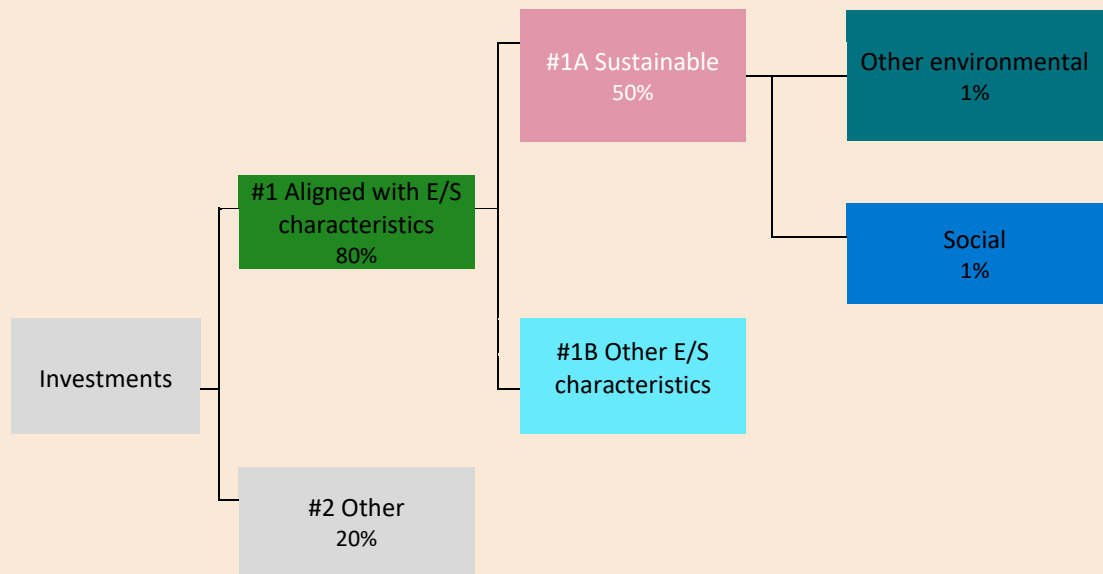 Investments
#1 Aligned with E/S
characteristics
80%
#2 Other
20%
#1A Sustainable
50%
#1B Other E/S
characteristics
Other environmental
1%
Social
1%